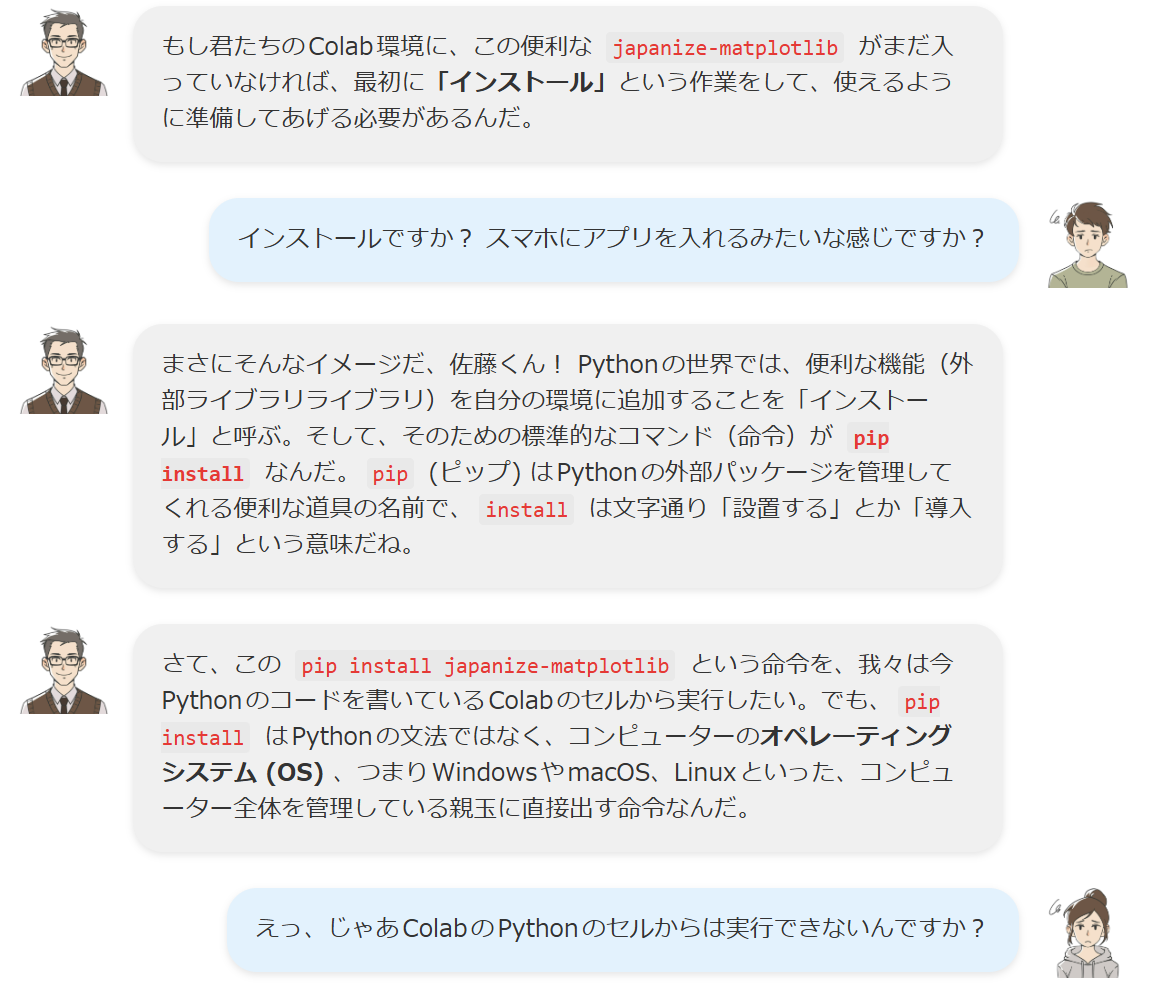 もし君たちのColab環境に、この便利な japanize-matplotlib がまだ入
っていなければ、最初に「インストール」という作業をして、使えるよう
に準備してあげる必要があるんだ。
インストールですか？ スマホにアプリを入れるみたいな感じですか？
まさにそんなイメージだ、佐藤くん！ Pythonの世界では、便利な機能（外
部ライブラリライブラリ）を自分の環境に追加することを「インストー
ル」と呼ぶ。そして、そのための標準的なコマンド（命令）が pip
install なんだ。 pip (ピップ) はPythonの外部パッケージを管理して
くれる便利な道具の名前で、 install は文字通り「設置する」とか「導入
する」という意味だね。
さて、この pip install japanize-matplotlib という命令を、我々は今
Pythonのコードを書いているColabのセルから実行したい。でも、 pip
install はPythonの文法ではなく、コンピューターのオペレーティング
システム (OS) 、つまりWindowsやmacOS、Linuxといった、コンピュ
ーター全体を管理している親玉に直接出す命令なんだ。
えっ、じゃあColabのPythonのセルからは実行できないんですか？